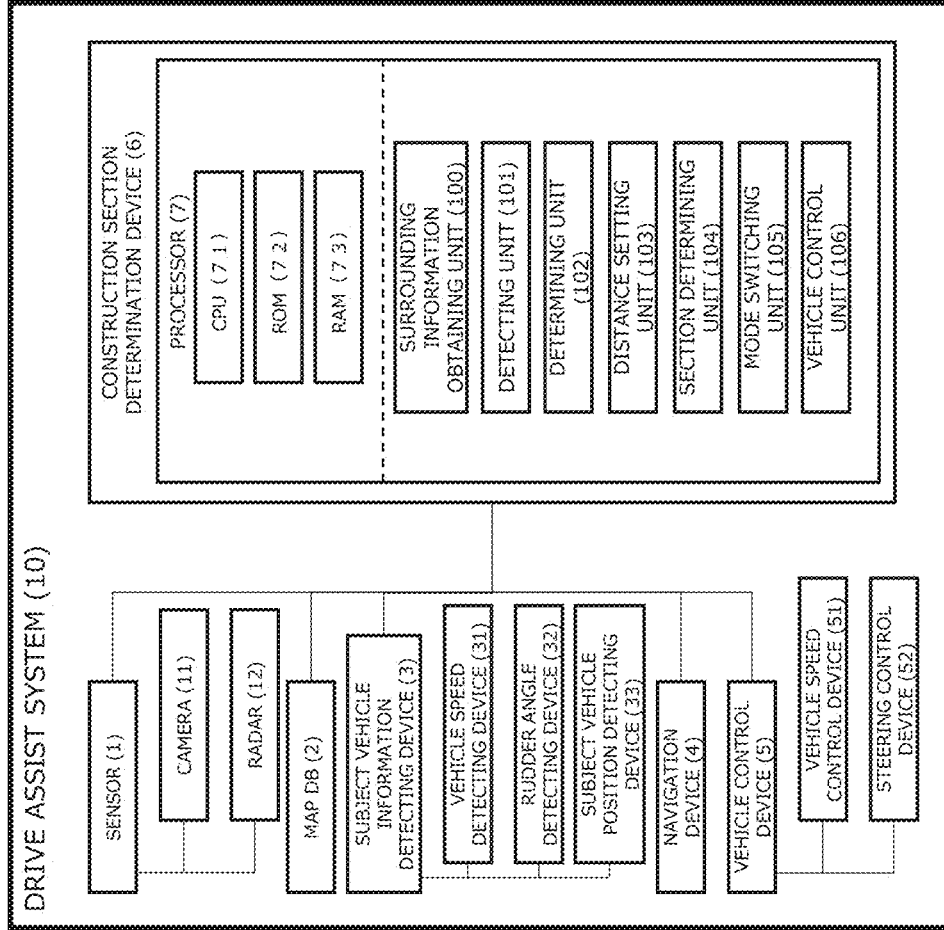 DRIVE ASSIST SYSTEM (10)
SENSOR (1)
CAMERA (11)
RADAR (12)
MAP DB (2)
SUBJECT VEHICLE
INFORMATION
DETECTING DEVICE (3)
VEHICLE SPEED
DETECTING DEVICE (31)
RUDDER ANGLE
DETECTING DEVICE (32)
SUBJECT VEHICLE
POSITION DETECTING
DEVICE (33)
NAVIGATION
DEVICE (4)
VEHICLE CONTROL
DEVICE (5)
VEHICLE SPEED
CONTROL DEVICE (51)
STEERING CONTROL
DEVICE (52)
CONSTRUCTION SECTION
DETERMINATION DEVICE (6)
PROCESSOR (7)
CPU (71)
ROM (72)
RAM (73)
SURROUNDING
INFORMATION
OBTAINING UNIT (100)
DETECTING UNIT (101)
DETERMINING UNIT
(102)
DISTANCE SETTING
UNIT (103)
SECTION DETERMINING
UNIT (104)
MODE SWITCHING
UNIT (105)
VEHICLE CONTROL
UNIT (106)